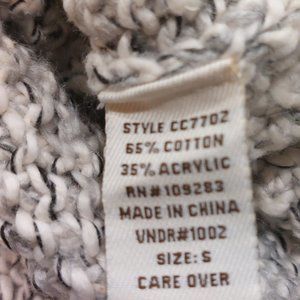 STYLE CC7702
65% COTTON
35% ACRYLIC
RN#109283
MADE IN CHINA
VNDR#1002
SIZE: S
CARE OVER